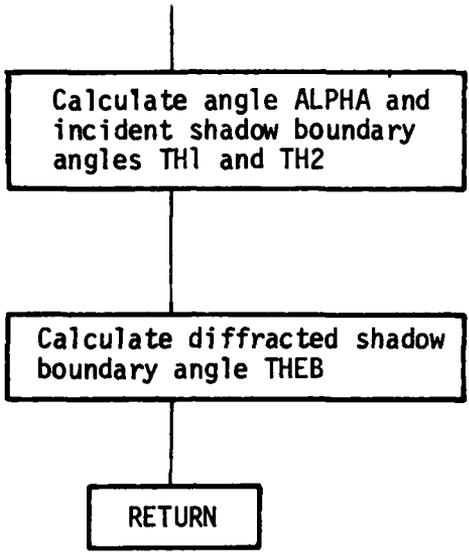 Calculate angle ALPHA and
incident shadow boundary
angles TH1 and TH2
Calculate diffracted shadow
boundary angle THEB
RETURN